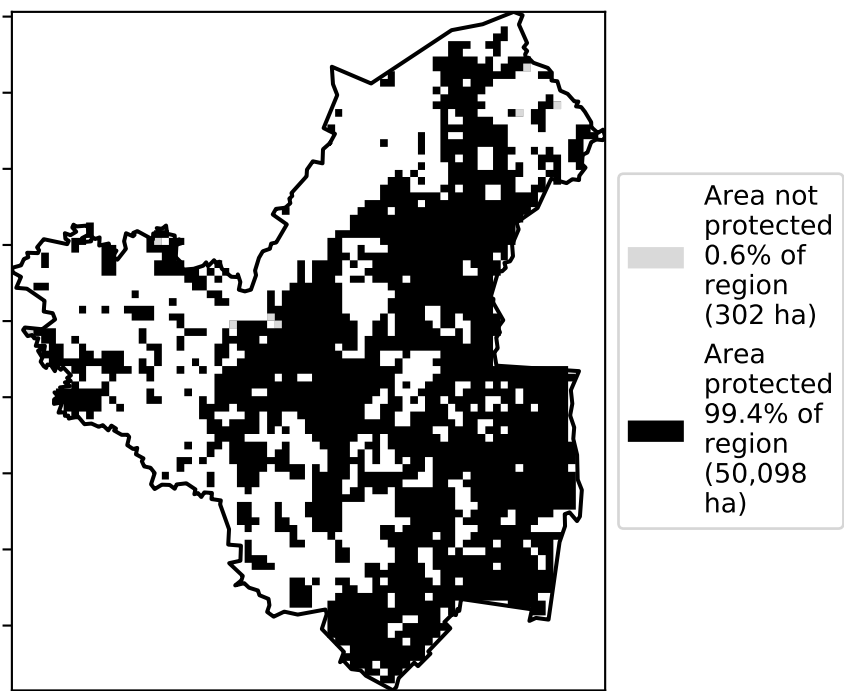 Area not
protected
0.6% of
region
(302 ha)
Area
protected
99.4% of
region
(50,098
ha)